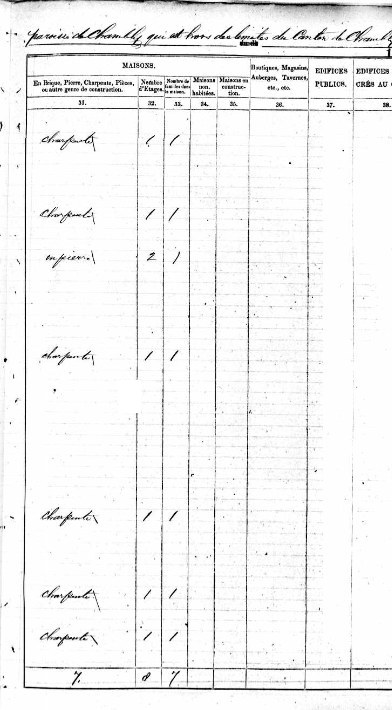 paroisse de Chambly qui est hors des limites du Canton de Chambly
MAISONS.
Boutiques, Magasins, Auberges, Tavernes, etc., etc.
EDIFICES PUBLICS.
EDIFICES
CRÉS AU
En Brique, Pierre, Charpente, Pièces, ou autre genre de construction.
Nombre d'Etages.
Maisons non habitées.
Maisons en construction.
31. 32. 33. 34. 35. 36. 37. 38.
charpente 1 1
Charpente 1 1
en pierre 2 1
charpente 1 1
Charpente 1 1
Charpente 1 1
Charpente 1 1
7. 8 7